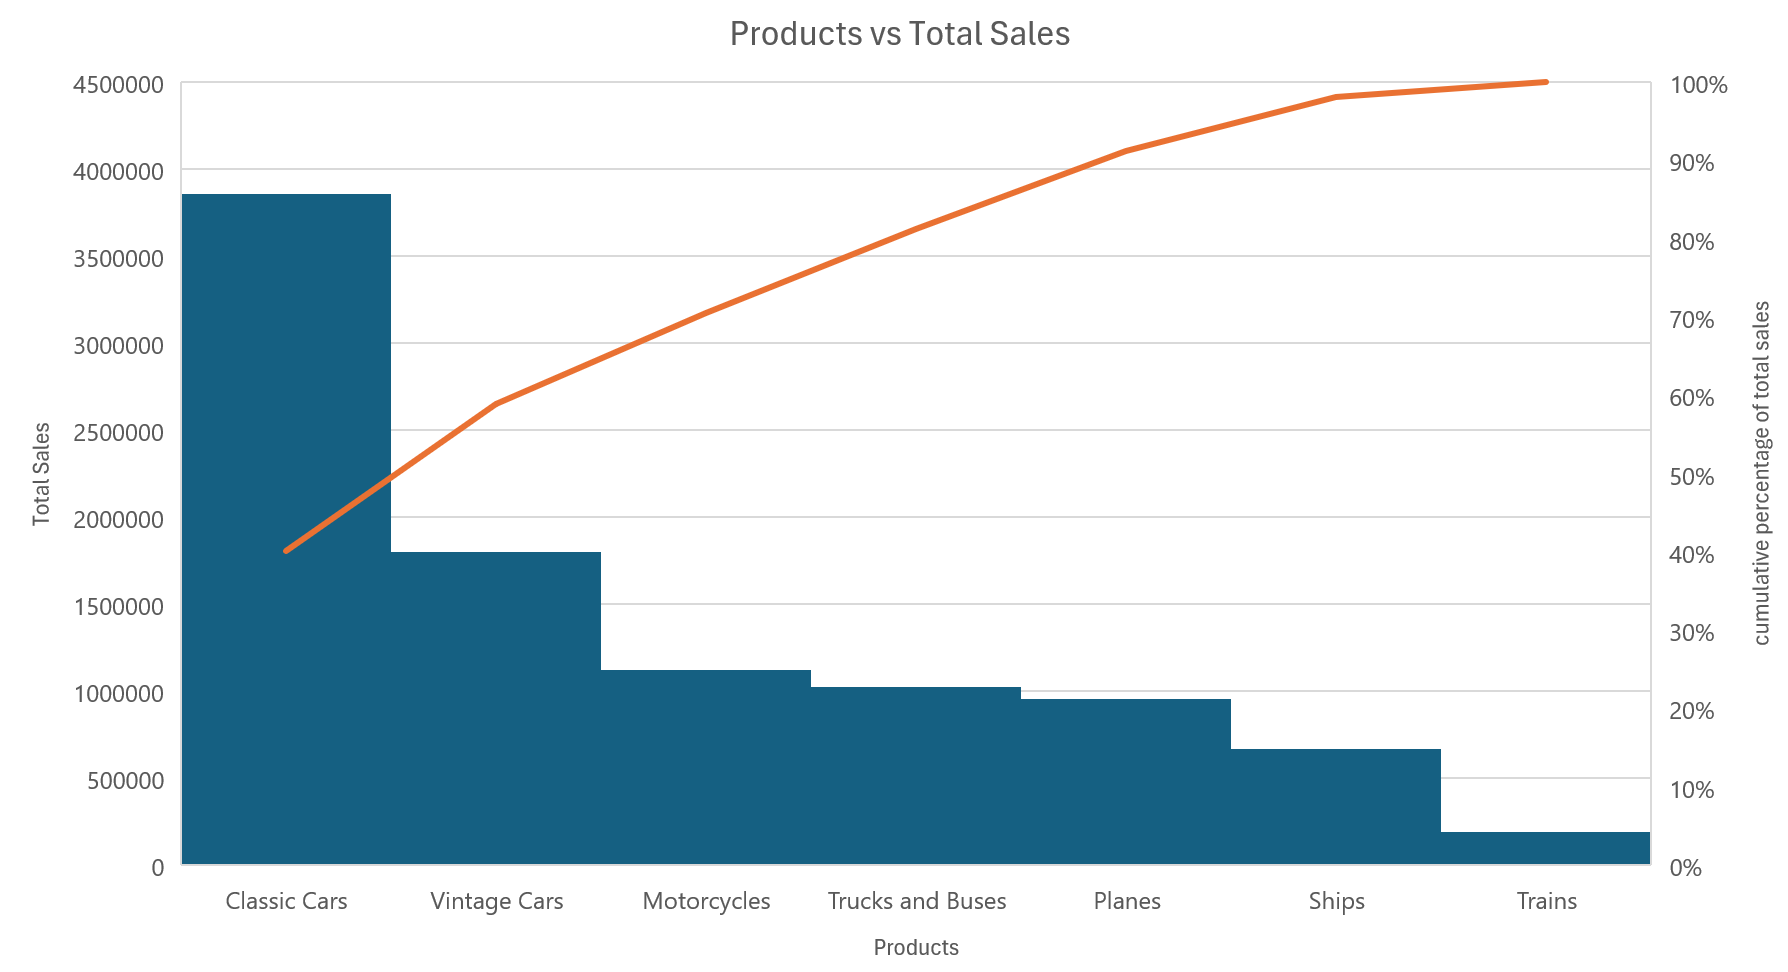 Products vs Total Sales
4500000
4000000
3500000
3000000
2500000
2000000
1500000
1000000
500000
0
Total Sales
100%
90%
80%
70%
60%
50%
40%
30%
20%
10%
0%
cumulative percentage of total sales
Classic Cars
Vintage Cars
Motorcycles
Trucks and Buses
Planes
Ships
Trains
Products